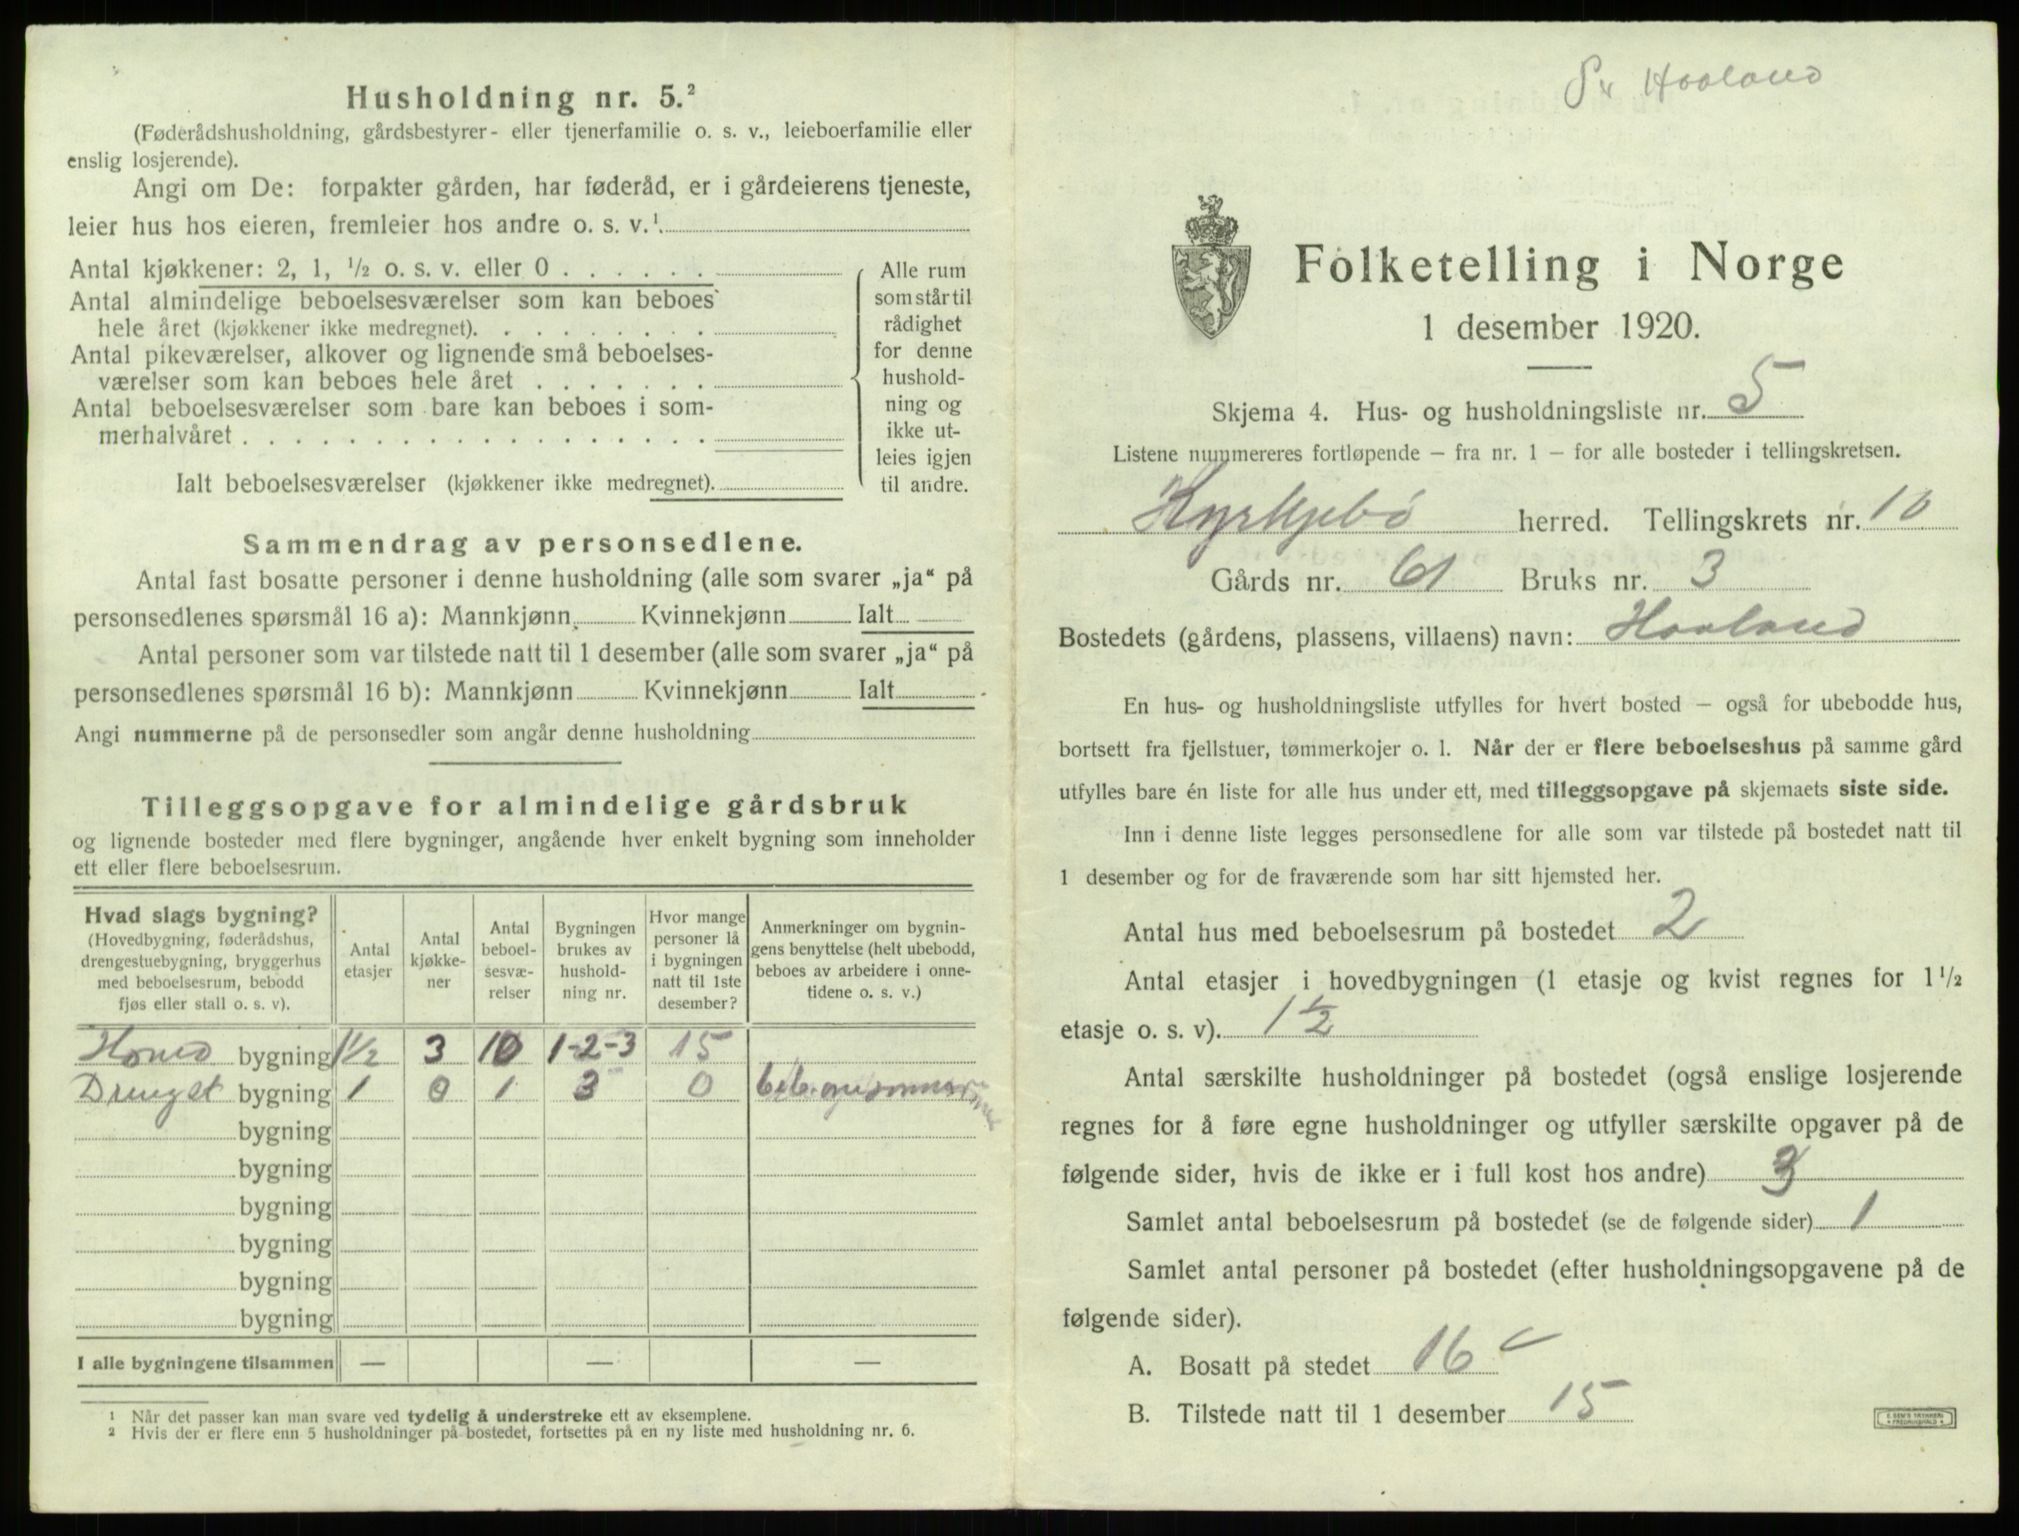 Husholdning nr. 5.²
(Føderådshusholdning, gårdsbestyrer- eller tjenerfamilie o. s. v., leieboerfamilie eller
enslig losjerende).
Angi om De: forpakter gården, har føderåd, er i gårdeierens tjeneste,
leier hus hos eieren, fremleier hos andre o. s. v.¹
Antal kjøkkener: 2, 1, ½ o. s. v. eller 0 . . . . . .
Antal almindelige beboelsesværelser som kan beboes
hele året (kjøkkener ikke medregnet). . . . . . . . .
Antal pikeværelser, alkover og lignende små beboelses-
værelser som kan beboes hele året . . . . . . .
Antal beboelsesværelser som bare kan beboes i som-
merhalvåret . . . . . . . . . . . . . . . . . .
Ialt beboelsesværelser (kjøkkener ikke medregnet).
Alle rum
som står til
rådighet
for denne
hushold-
ning og
ikke ut-
leies igjen
til andre.
Sammendrag av personsedlene.
Antal fast bosatte personer i denne husholdning (alle som svarer „ja“ på
personsedlenes spørsmål 16 a): Mannkjønn Kvinnekjønn Ialt
Antal personer som var tilstede natt til 1 desember (alle som svarer „ja“ på
personsedlenes spørsmål 16 b): Mannkjønn Kvinnekjønn Ialt
Angi nummerne på de personsedler som angår denne husholdning
Tilleggsopgave for almindelige gårdsbruk
og lignende bosteder med flere bygninger, angående hver enkelt bygning som inneholder
ett eller flere beboelsesrum.
Hvad slags bygning?
(Hovedbygning, føderådshus,
drengestuebygning, bryggerhus
med beboelsesrum, bebodd
fjøs eller stall o. s. v).
Antal
etasjer
Antal
kjøkke-
ner
Antal
beboel-
sesvæ-
relser
Bygningen
brukes av
hushold-
ning nr.
Hvor mange
personer lå
i bygningen
natt til 1ste
desember?
Anmerkninger om bygnin-
gens benyttelse (helt ubebodd,
beboes av arbeidere i onne-
tidene o. s. v.)
Hoved bygning 1½ 3 10 1-2-3 15
bygning 1 0 1 3 0
bygning
bygning
bygning
bygning
bygning
bygning
I alle bygningene tilsammen — — —
¹ Når det passer kan man svare ved tydelig å understreke ett av eksemplene.
² Hvis der er flere enn 5 husholdninger på bostedet, fortsettes på en ny liste med husholdning nr. 6.
Haaland
Folketelling i Norge
1 desember 1920.
Skjema 4. Hus- og husholdningsliste nr. 5
Listene nummereres fortløpende – fra nr. 1 – for alle bosteder i tellingskretsen.
Kyrkjebø herred. Tellingskrets nr. 10
Gårds nr. 61 Bruks nr. 3
Bostedets (gårdens, plassens, villaens) navn: Haaland
En hus- og husholdningsliste utfylles for hvert bosted – også for ubebodde hus,
bortsett fra fjellstuer, tømmerkojer o. l. Når der er flere beboelseshus på samme gård
utfylles bare én liste for alle hus under ett, med tilleggsopgave på skjemaets siste side.
Inn i denne liste legges personsedlene for alle som var tilstede på bostedet natt til
1 desember og for de fraværende som har sitt hjemsted her.
Antal hus med beboelsesrum på bostedet 2
Antal etasjer i hovedbygningen (1 etasje og kvist regnes for 1 ½
etasje o. s. v). 1½
Antal særskilte husholdninger på bostedet (også enslige losjerende
regnes for å føre egne husholdninger og utfyller særskilte opgaver på de
følgende sider, hvis de ikke er i full kost hos andre) 3
Samlet antal beboelsesrum på bostedet (se de følgende sider) 1
Samlet antal personer på bostedet (efter husholdningsopgavene på de
følgende sider).
A. Bosatt på stedet 16
B. Tilstede natt til 1 desember 15
E. SEM'S TRYKKERI
FREDRIKSHALD